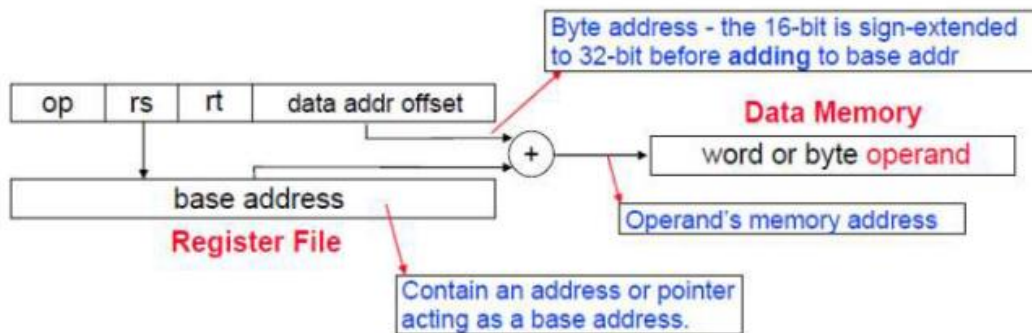 Byte address - the 16-bit is sign-extended
to 32-bit before adding to base addr
op rs rt data addr offset
Data Memory
+
word or byte operand
base address
Operand's memory address
Register File
Contain an address or pointer
acting as a base address.